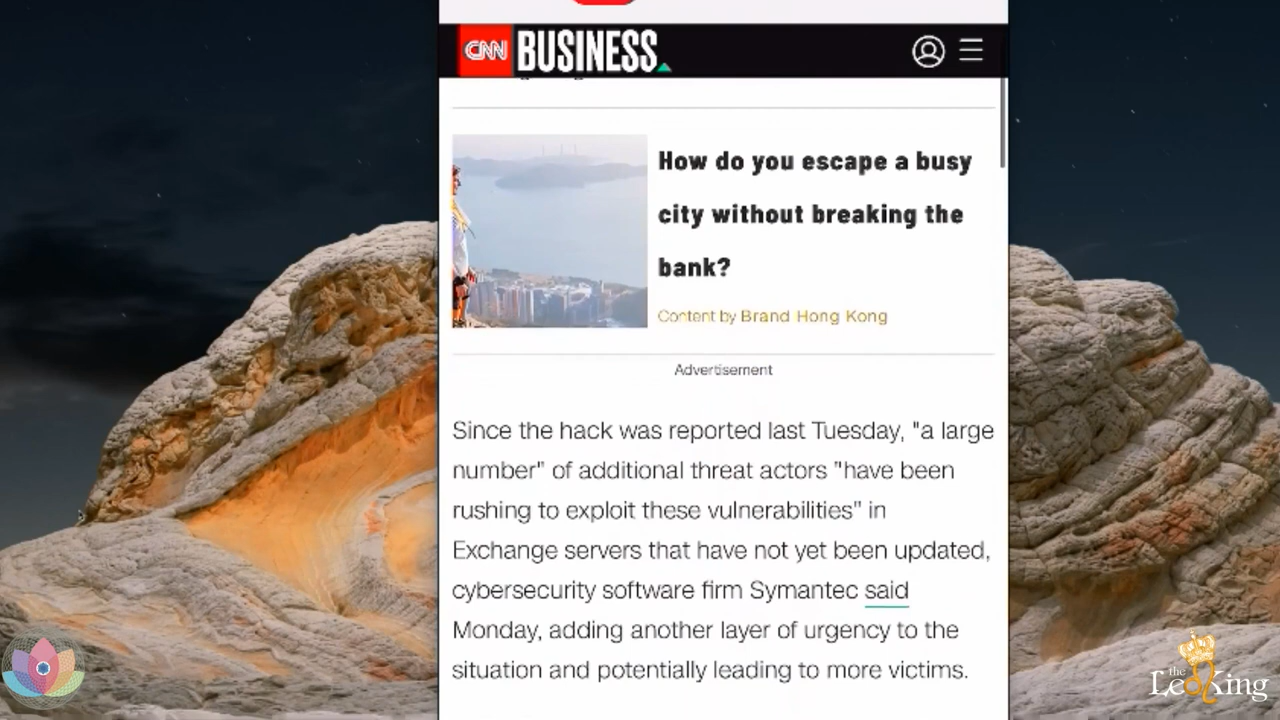 CNN BUSINESS
How do you escape a busy
city without breaking the
bank?
Content by Brand Hong Kong
Advertisement
Since the hack was reported last Tuesday, "a large
number" of additional threat actors "have been
rushing to exploit these vulnerabilities" in
Exchange servers that have not yet been updated,
cybersecurity software firm Symantec said
Monday, adding another layer of urgency to the
situation and potentially leading to more victims.
the
LeoKing